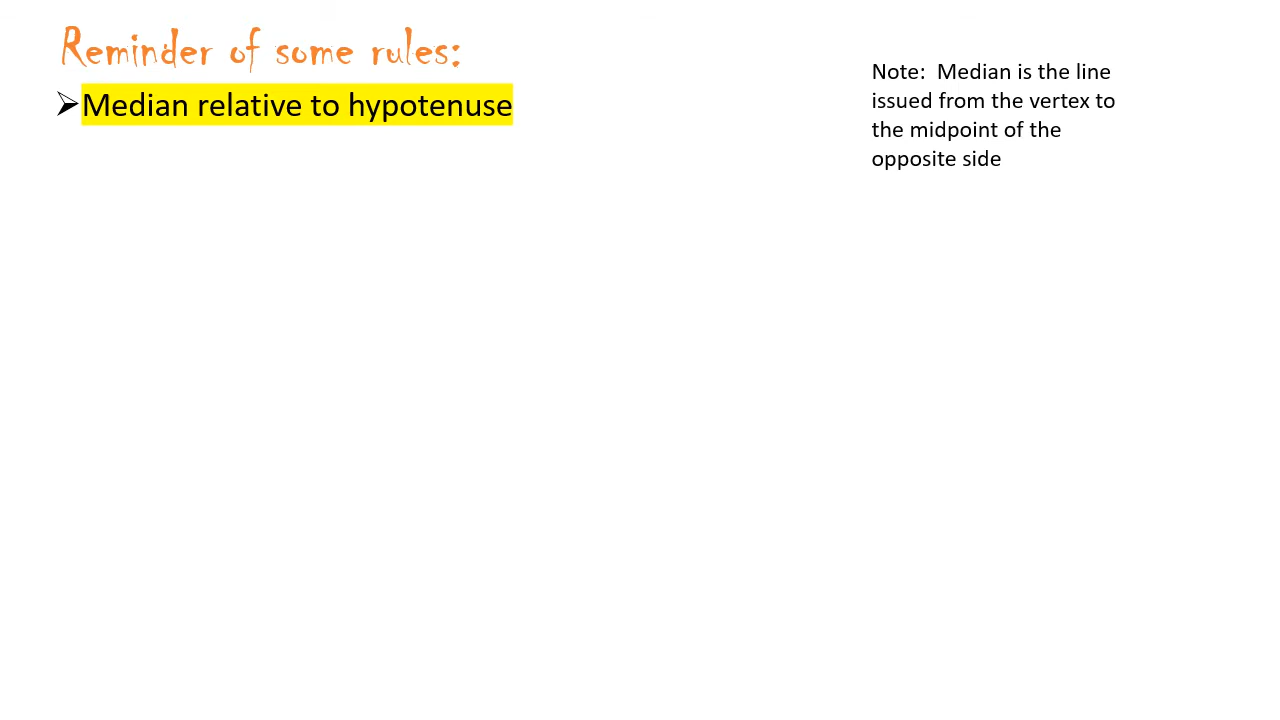 Reminder of some rules:
➢Median relative to hypotenuse
Note:  Median is the line
issued from the vertex to
the midpoint of the
opposite side